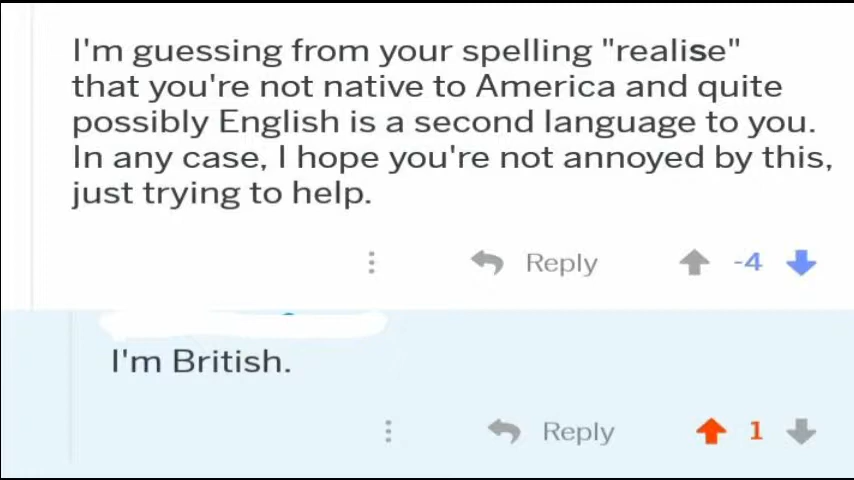 I'm guessing from your spelling "realise"
that you're not native to America and quite
possibly English is a second language to you.
In any case, I hope you're not annoyed by this,
just trying to help.
Reply -4
I'm British.
Reply 1